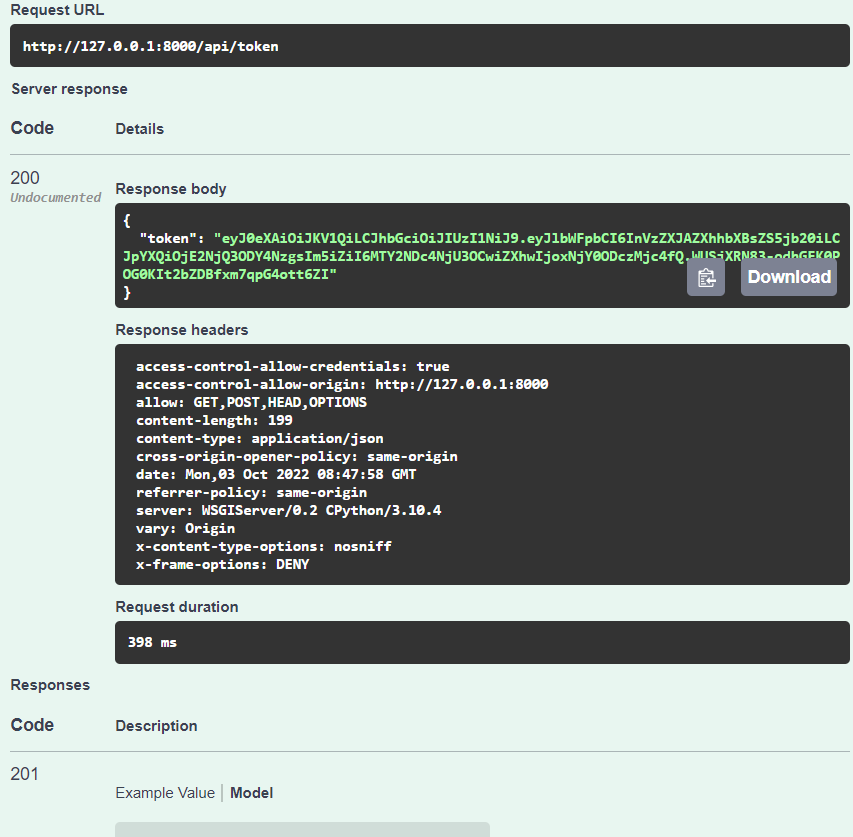 Request URL
http://127.0.0.1:8000/api/token
Server response
Code Details
200
Undocumented
Response body
{
"token": "eyJ0eXAiOiJKV1QiLCJhbGciOiJIUzI1NiJ9.eyJlbWFpbCI6InVzZXJAZXhhbXBsZS5jb20iLC
JpYXQiOjE2NjQ3ODY4NzgsIm5iZiI6MTY2NDc4NjU3OCwiZXhwIjoxNjY0ODczMjc4fQ.WUSjXRN83-odhGEK0P
OG0KIt2bZDBfxm7qpG4ott6ZI"
}
Download
Response headers
access-control-allow-credentials: true
access-control-allow-origin: http://127.0.0.1:8000
allow: GET,POST,HEAD,OPTIONS
content-length: 199
content-type: application/json
cross-origin-opener-policy: same-origin
date: Mon,03 Oct 2022 08:47:58 GMT
referrer-policy: same-origin
server: WSGIServer/0.2 CPython/3.10.4
vary: Origin
x-content-type-options: nosniff
x-frame-options: DENY
Request duration
398 ms
Responses
Code Description
201
Example Value Model